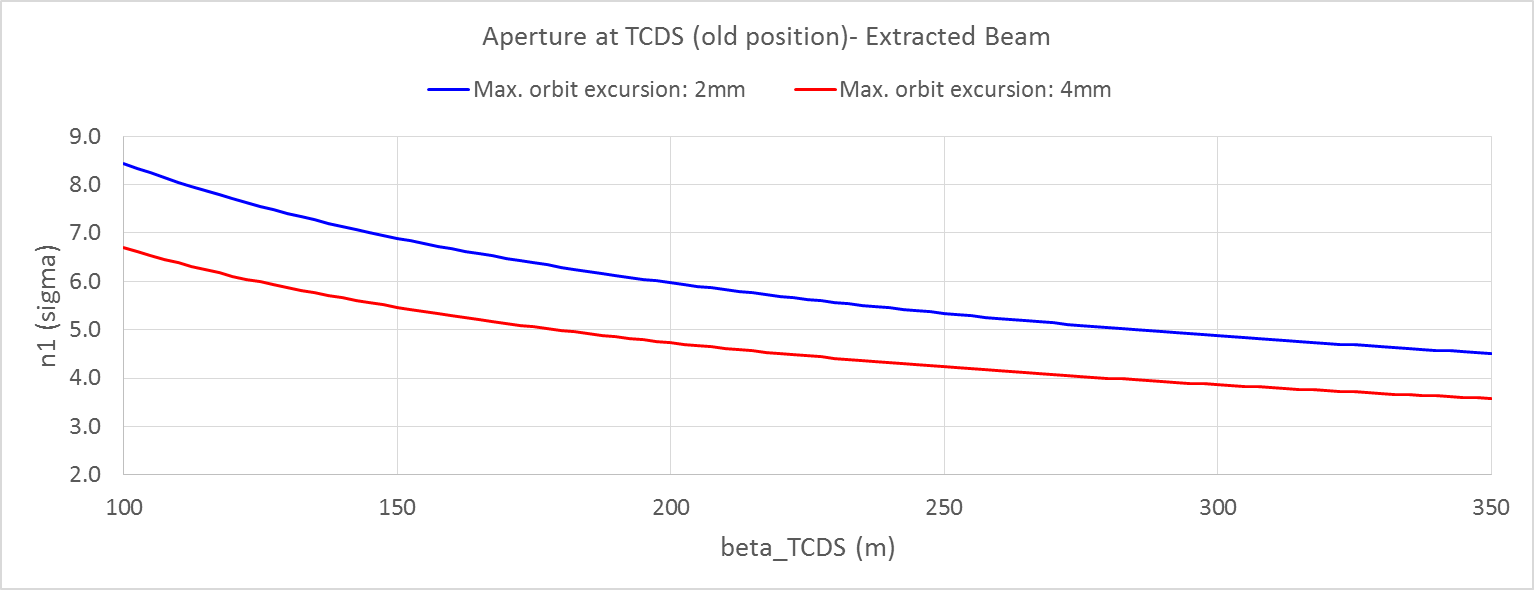 Aperture at TCDS (old position)- Extracted Beam
Max. orbit excursion: 2mm
Max. orbit excursion: 4mm
9.0
8.0
7.0
6.0
5.0
4.0
3.0
2.0
n1 (sigma)
100
150
200
250
300
350
beta_TCDS (m)